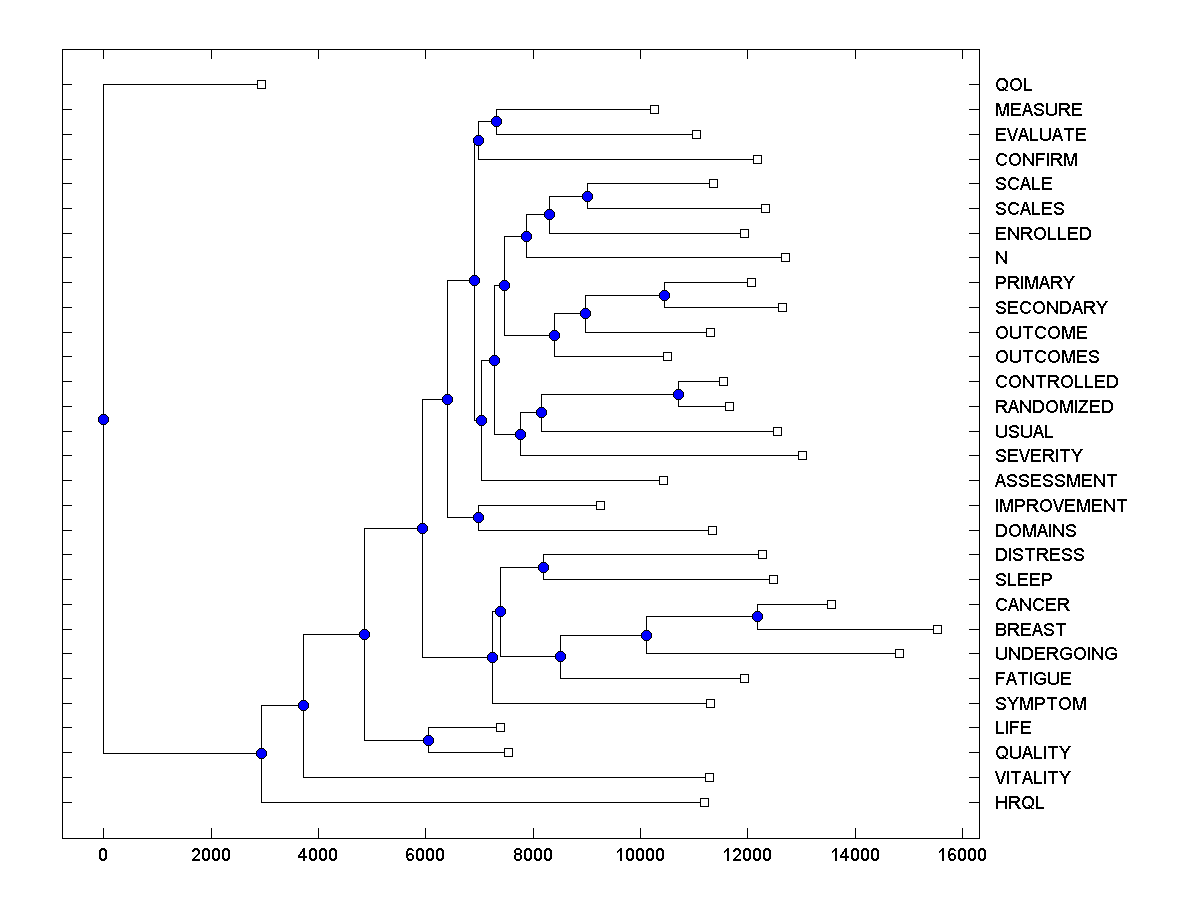 QOL
MEASURE
EVALUATE
CONFIRM
SCALE
SCALES
ENROLLED
N
PRIMARY
SECONDARY
OUTCOME
OUTCOMES
CONTROLLED
RANDOMIZED
USUAL
SEVERITY
ASSESSMENT
IMPROVEMENT
DOMAINS
DISTRESS
SLEEP
CANCER
BREAST
UNDERGOING
FATIGUE
SYMPTOM
LIFE
QUALITY
VITALITY
HRQL
0 2000 4000 6000 8000 10000 12000 14000 16000